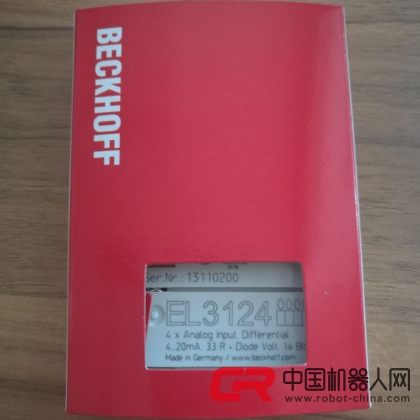 BECKHOFF
Ser.Nr.: 13110200
EL3124
4 x Analog Input, Differential
4..20mA, 33 R + Diode Volt. 16 Bit
Made in Germany / www.beckhoff.com
中国机器人网
www.robot-china.com